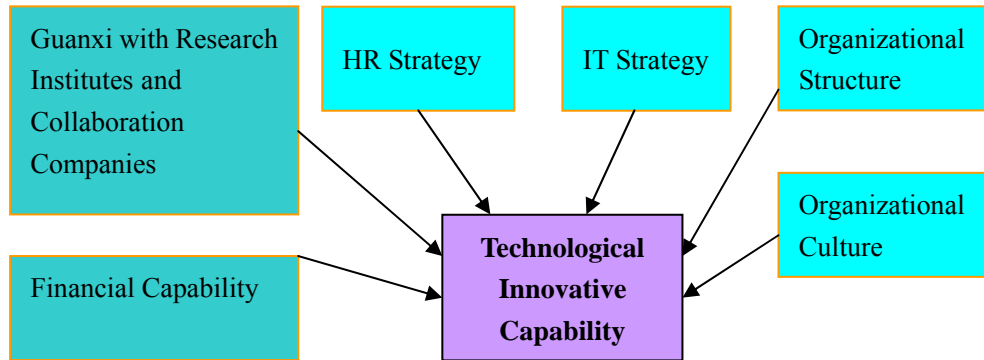 Guanxi with Research
Institutes and
Collaboration
Companies
HR Strategy
IT Strategy
Organizational
Structure
Financial Capability
Technological
Innovative
Capability
Organizational
Culture